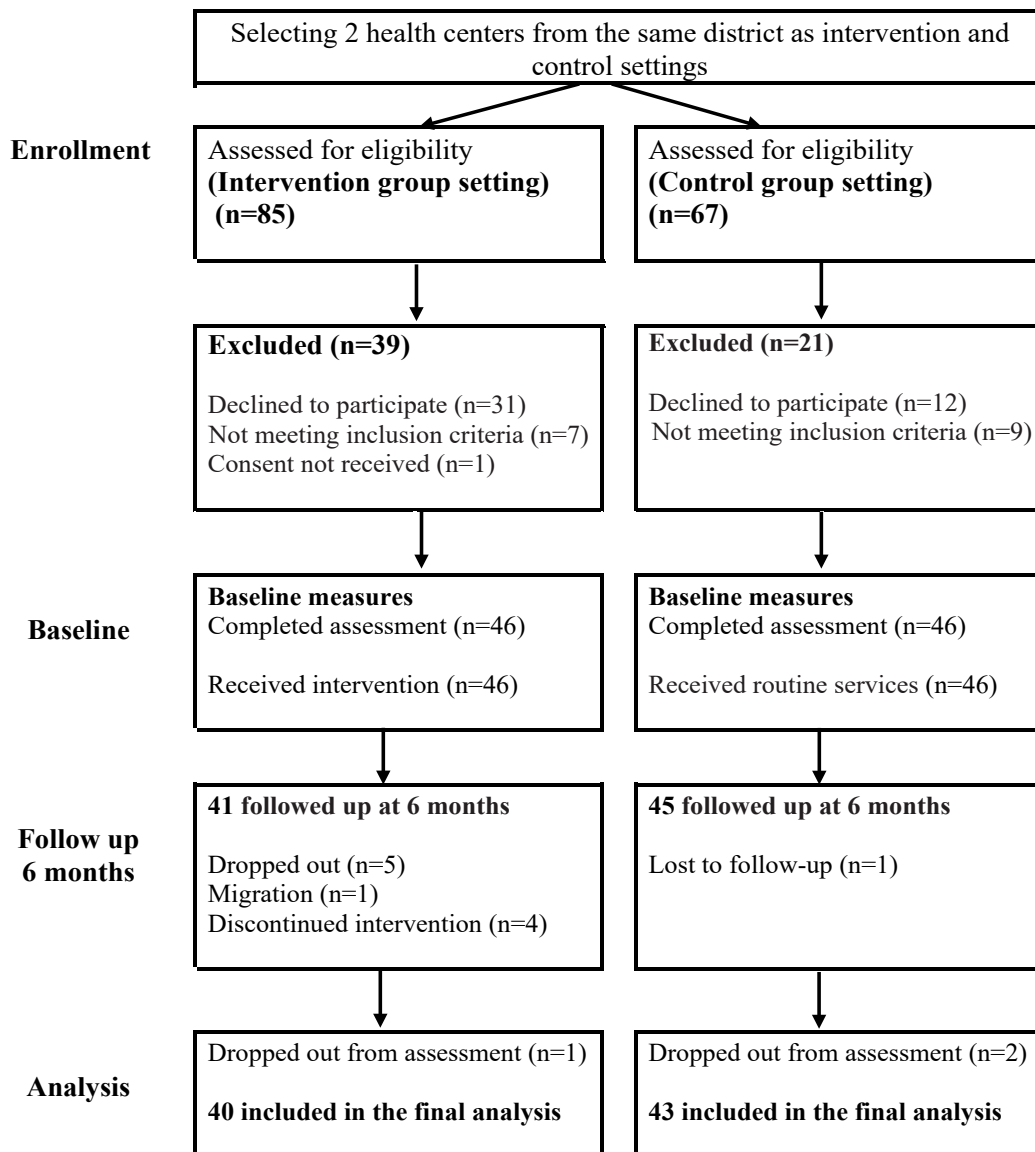 Selecting 2 health centers from the same district as intervention and
control settings
Enrollment
Assessed for eligibility
(Intervention group setting)
(n=85)
Assessed for eligibility
(Control group setting)
(n=67)
Excluded (n=39)
Declined to participate (n=31)
Not meeting inclusion criteria (n=7)
Consent not received (n=1)
Excluded (n=21)
Declined to participate (n=12)
Not meeting inclusion criteria (n=9)
Baseline
Baseline measures
Completed assessment (n=46)
Received intervention (n=46)
Baseline measures
Completed assessment (n=46)
Received routine services (n=46)
Follow up
6 months
41 followed up at 6 months
Dropped out (n=5)
Migration (n=1)
Discontinued intervention (n=4)
45 followed up at 6 months
Lost to follow-up (n=1)
Analysis
Dropped out from assessment (n=1)
40 included in the final analysis
Dropped out from assessment (n=2)
43 included in the final analysis